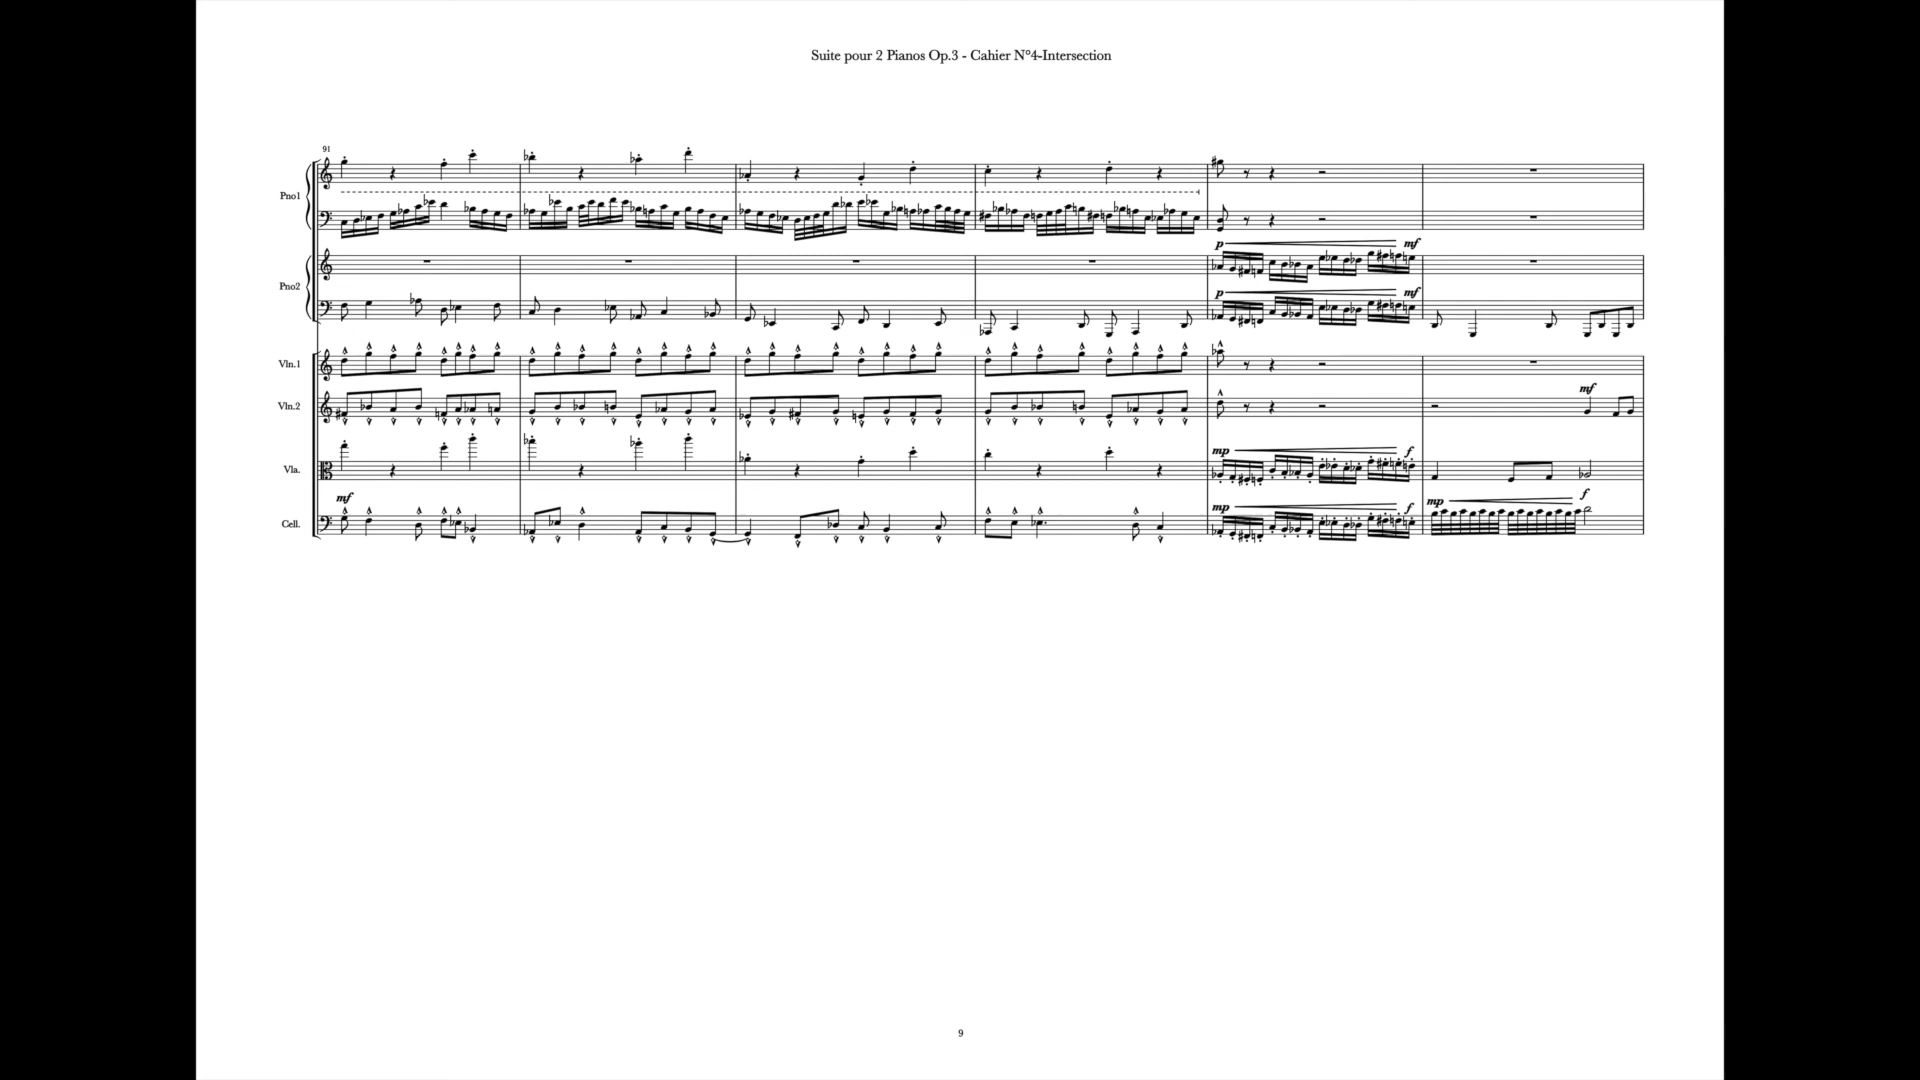 Suite pour 2 Pianos Op.3 - Cahier N°4-Intersection
91
Pno1
p mf
Pno2
p mf
Vln.1
mf
Vln.2
mp f
Vla.
mf mp f mp f
Cell.
9